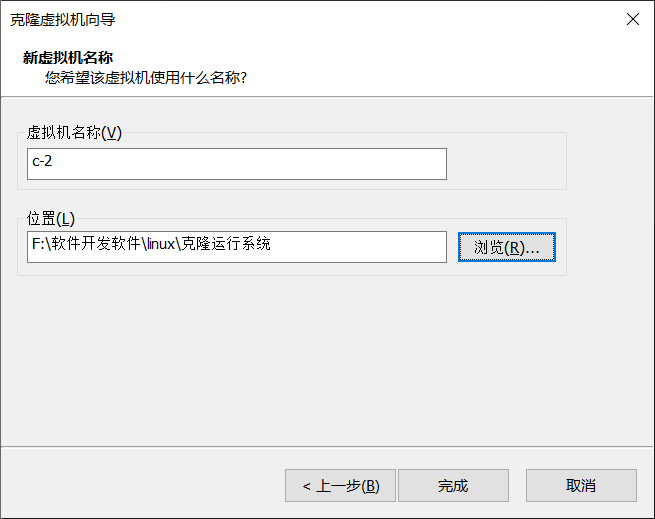 克隆虚拟机向导
新虚拟机名称
您希望该虚拟机使用什么名称?
虚拟机名称(V)
c-2
位置(L)
F:\软件开发软件\linux\克隆运行系统
浏览(R)...
< 上一步(B)
完成
取消